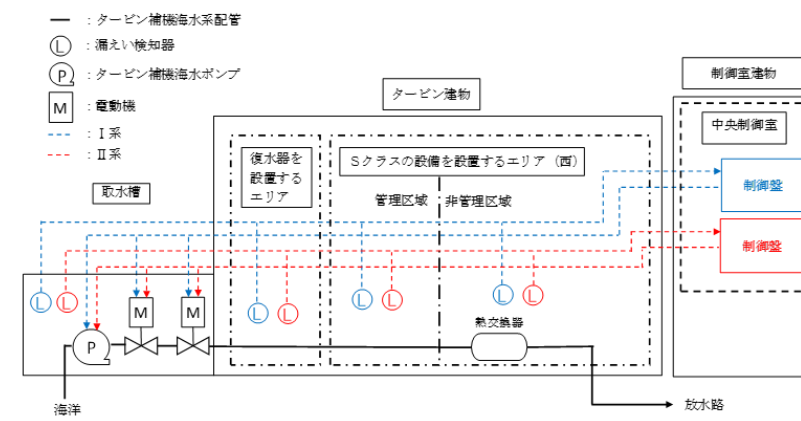 ：タービン補機海水系配管
L ：漏えい検知器
P ：タービン補機海水ポンプ
M ：電動機
：Ⅰ系
：Ⅱ系
タービン建物
制御室建物
中央制御室
取水槽
復水器を
設置する
エリア
Sクラスの設備を設置するエリア（西）
管理区域
非管理区域
制御盤
制御盤
L
L
L
L
L
L
L
L
M
M
P
熱交換器
海洋
放水路